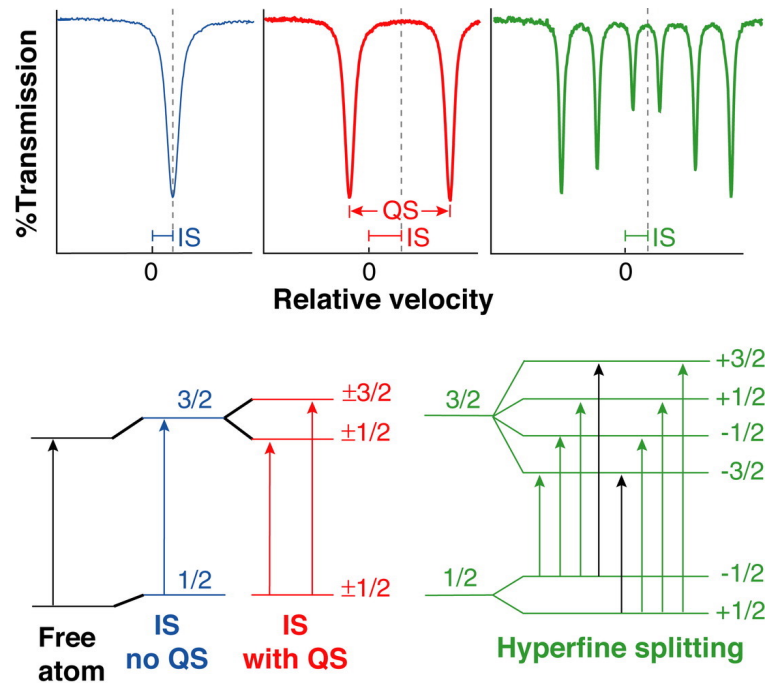 %Transmission
QS
IS
IS
IS
0
0
0
Relative velocity
3/2
±3/2
±1/2
1/2
±1/2
Free
atom
IS
no QS
IS
with QS
3/2
+3/2
+1/2
-1/2
-3/2
1/2
-1/2
+1/2
Hyperfine splitting